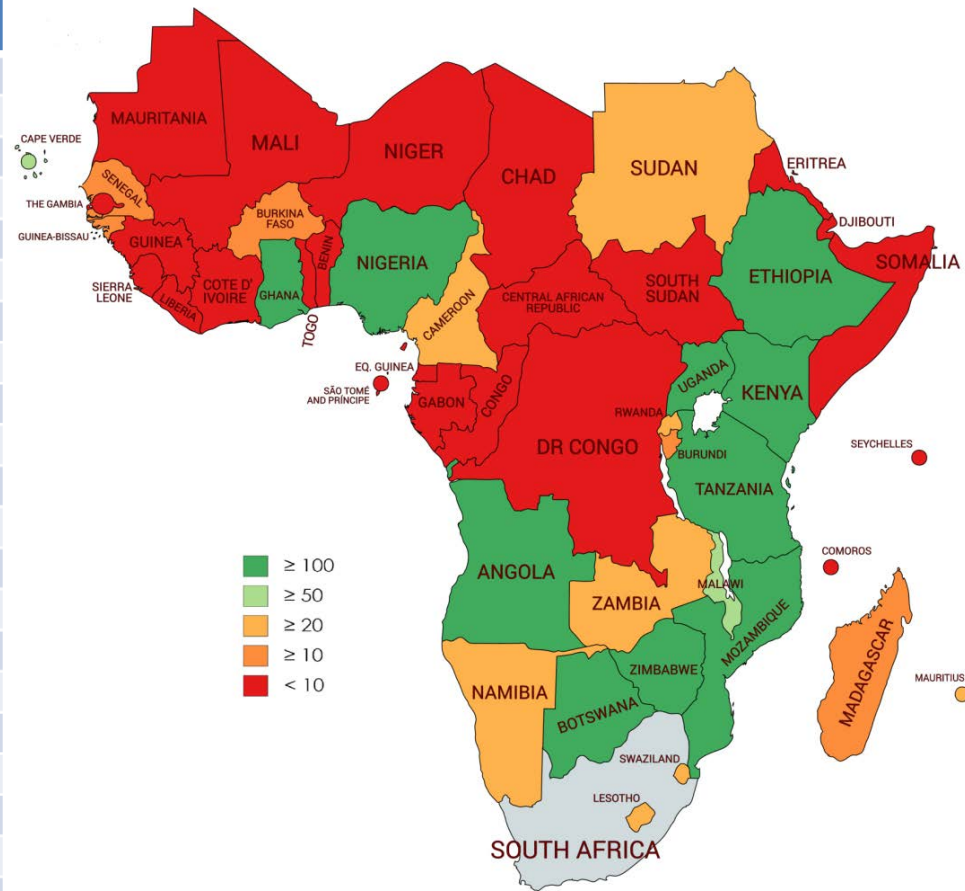 MAURITANIA
MALI
NIGER
CHAD
SUDAN
ERITREA
CAPE VERDE
SENEGAL
THE GAMBIA
GUINEA-BISSAU
GUINEA
BURKINA
FASO
BENIN
NIGERIA
DJIBOUTI
SOMALIA
ETHIOPIA
SOUTH
SUDAN
CENTRAL AFRICAN
REPUBLIC
CAMEROON
SIERRA
LEONE
LIBERIA
COTE D'
IVOIRE
GHANA
TOGO
EQ. GUINEA
SÃO TOMÉ
AND PRÍNCIPE
GABON
CONGO
UGANDA
KENYA
RWANDA
DR CONGO
BURUNDI
SEYCHELLES
TANZANIA
COMOROS
ANGOLA
MALAWI
ZAMBIA
MOZAMBIQUE
MADAGASCAR
MAURITIUS
ZIMBABWE
NAMIBIA
BOTSWANA
SWAZILAND
LESOTHO
SOUTH AFRICA
≥ 100
≥ 50
≥ 20
≥ 10
< 10